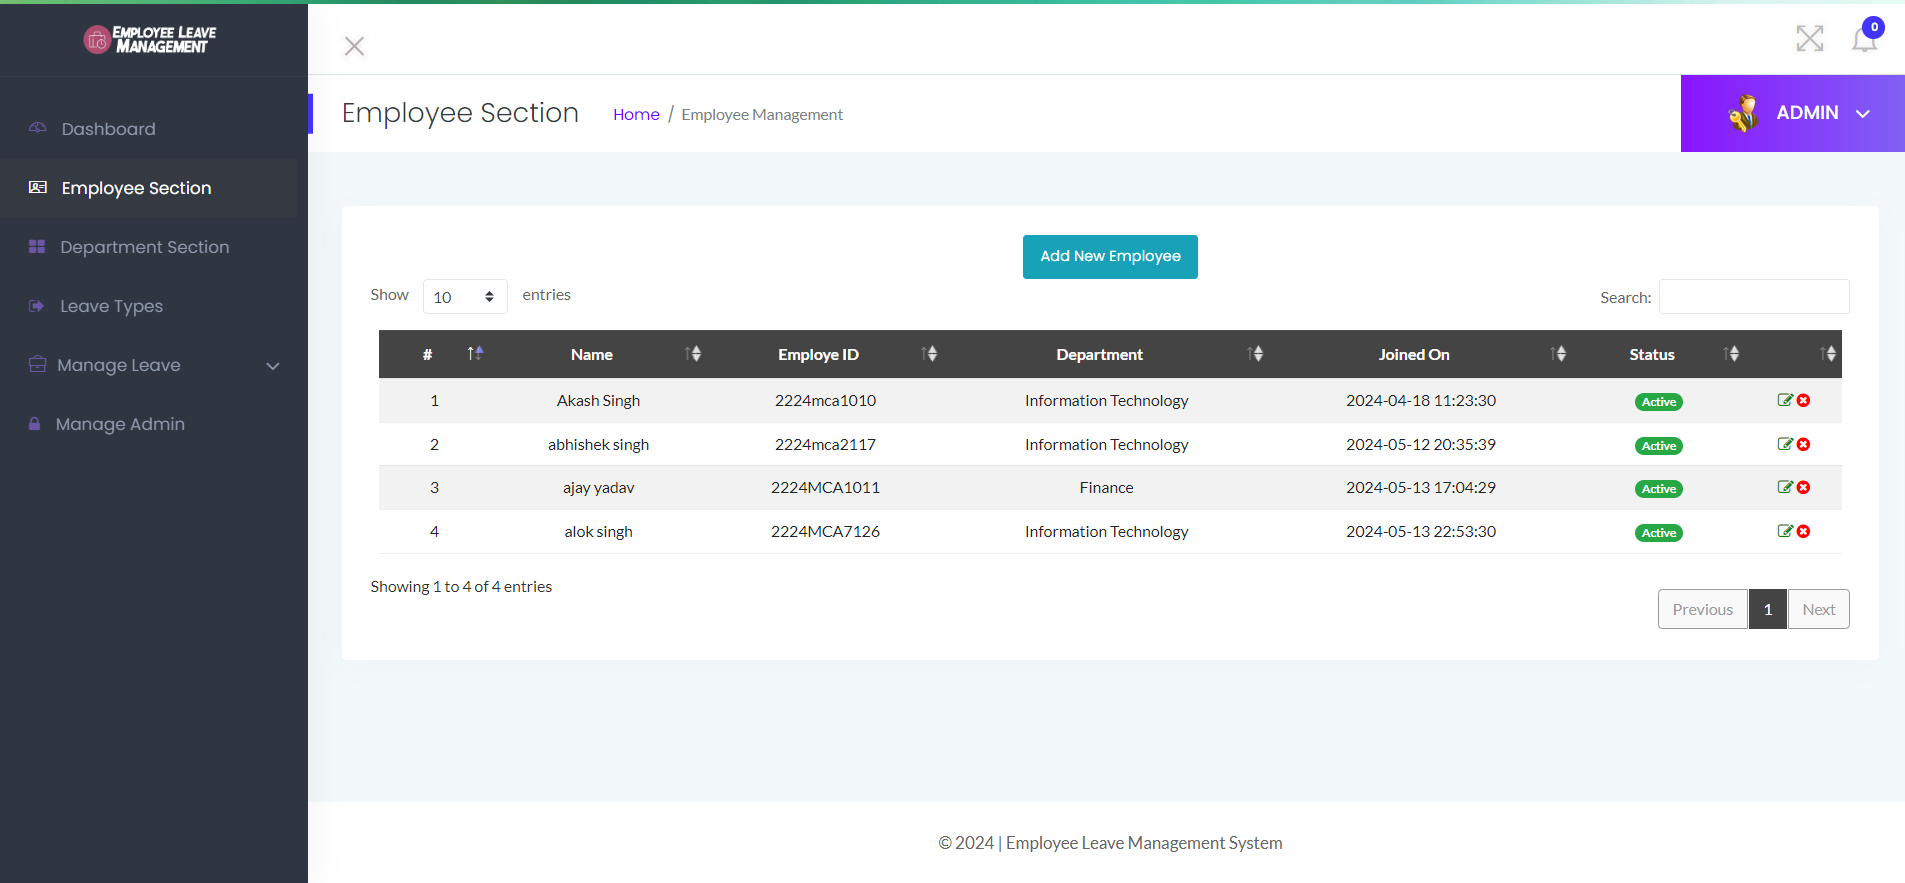 EMPLOYEE LEAVE
MANAGEMENT
0
Employee Section
Home / Employee Management
ADMIN
Dashboard
Employee Section
Department Section
Leave Types
Manage Leave
Manage Admin
Add New Employee
Show 10 entries
Search:
# Name Employe ID Department Joined On Status
1 Akash Singh 2224mca1010 Information Technology 2024-04-18 11:23:30 Active
2 abhishek singh 2224mca2117 Information Technology 2024-05-12 20:35:39 Active
3 ajay yadav 2224MCA1011 Finance 2024-05-13 17:04:29 Active
4 alok singh 2224MCA7126 Information Technology 2024-05-13 22:53:30 Active
Showing 1 to 4 of 4 entries
Previous 1 Next
© 2024 | Employee Leave Management System